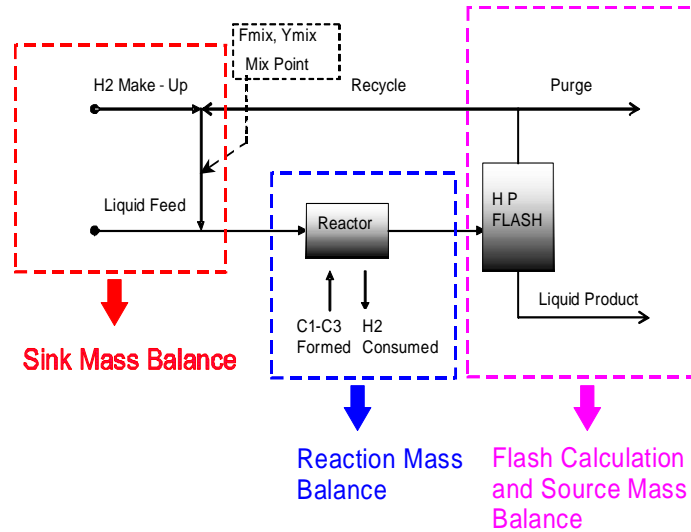 Fmix, Ymix
Mix Point
H2 Make - Up
Recycle
Purge
Liquid Feed
Reactor
H P
FLASH
C1-C3
Formed
H2
Consumed
Liquid Product
Sink Mass Balance
Reaction Mass
Balance
Flash Calculation
and Source Mass
Balance